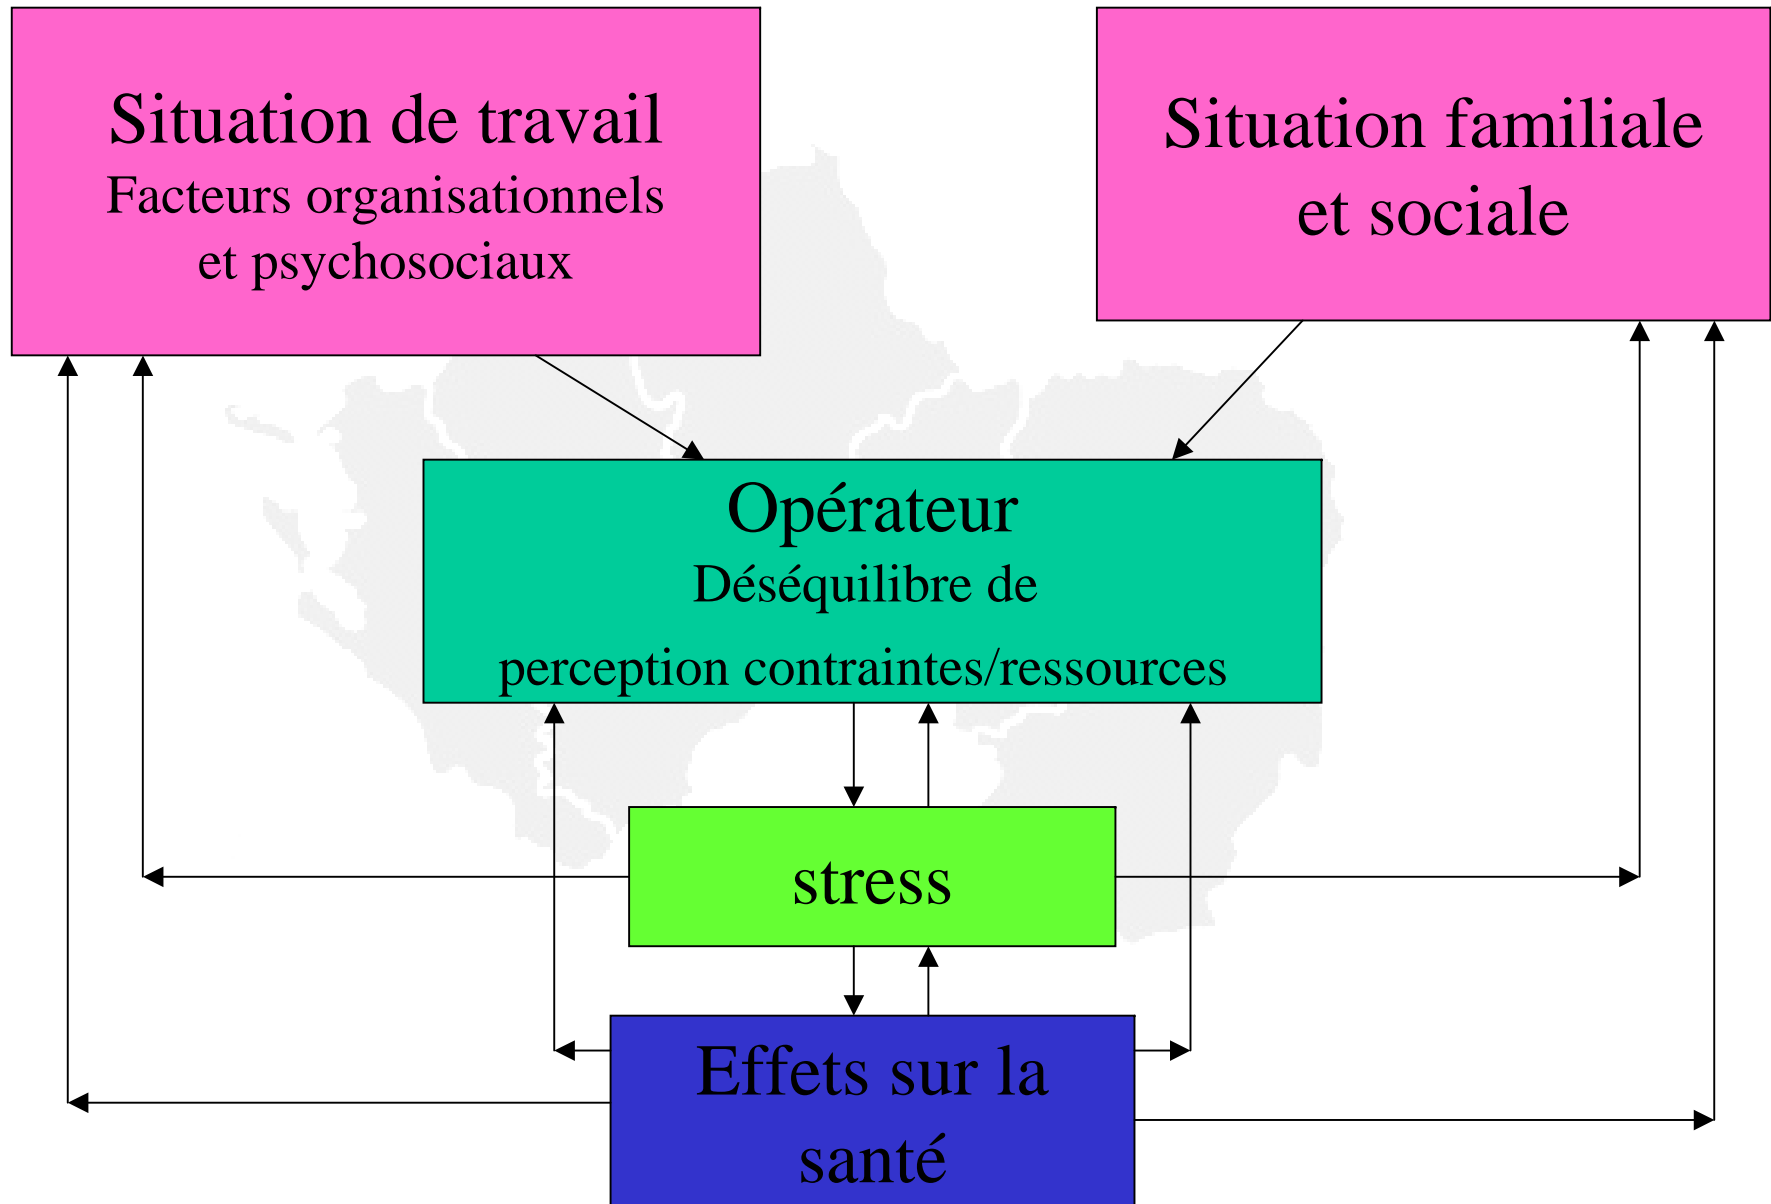 Situation de travail
Facteurs organisationnels
et psychosociaux
Situation familiale
et sociale
Opérateur
Déséquilibre de
perception contraintes/ressources
stress
Effets sur la
santé